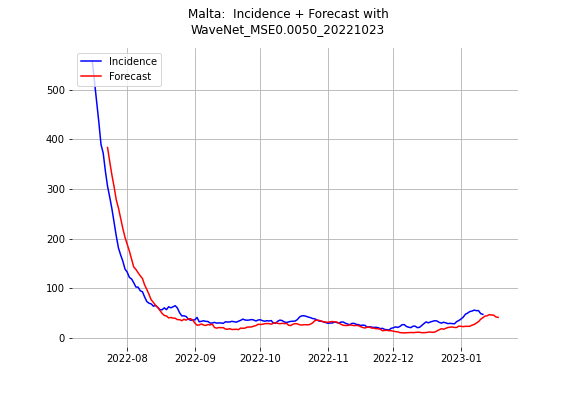 Malta:  Incidence + Forecast with
WaveNet_MSE0.0050_20221023
Incidence
Forecast
500
400
300
200
100
0
2022-08 2022-09 2022-10 2022-11 2022-12 2023-01